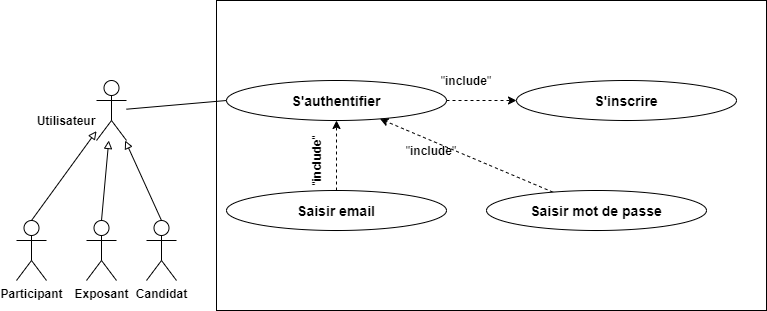 "include"
S'authentifier
S'inscrire
Utilisateur
"include"
"include"
Saisir email
Saisir mot de passe
Participant
Exposant
Candidat